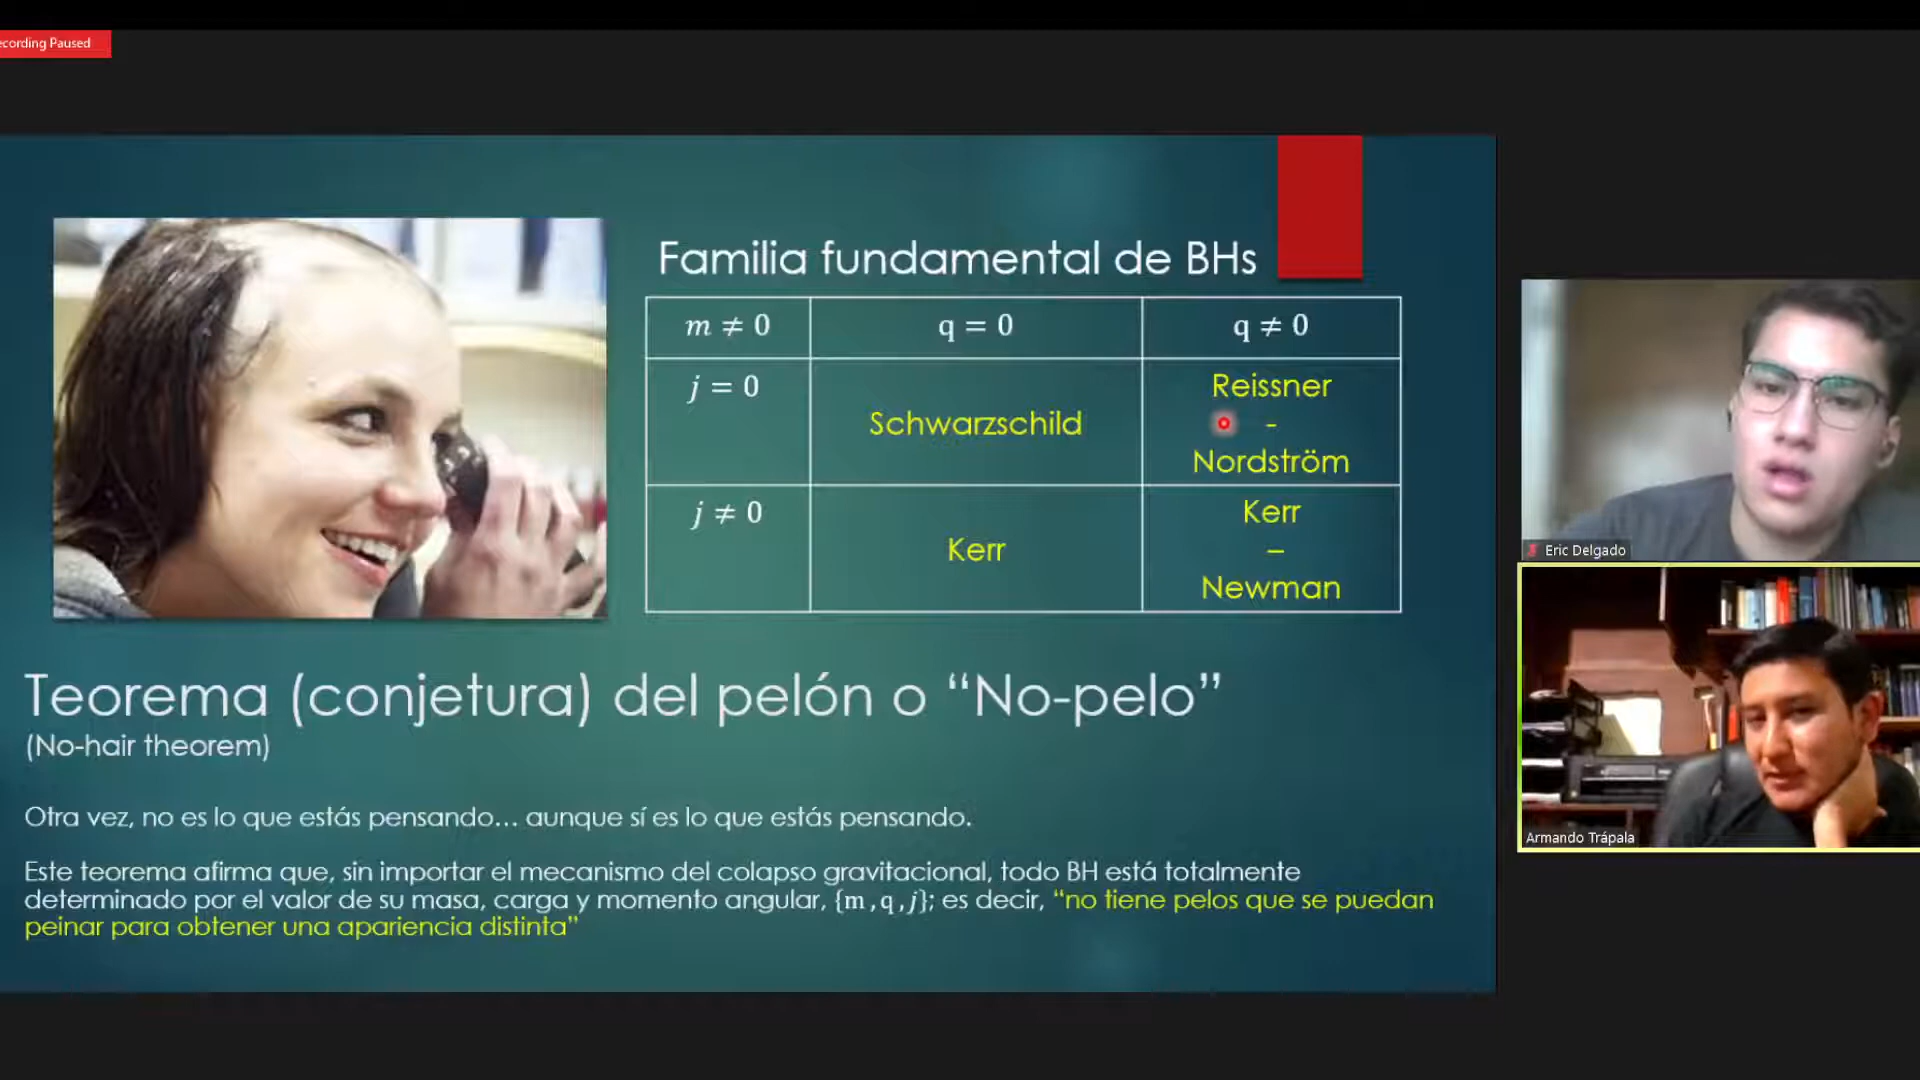 ecording Paused
Familia fundamental de BHs
m ≠ 0 q = 0 q ≠ 0
j = 0 Schwarzschild Reissner
-
Nordström
j ≠ 0 Kerr Kerr
–
Newman
Teorema (conjetura) del pelón o “No-pelo”
(No-hair theorem)
Otra vez, no es lo que estás pensando... aunque sí es lo que estás pensando.
Este teorema afirma que, sin importar el mecanismo del colapso gravitacional, todo BH está totalmente
determinado por el valor de su masa, carga y momento angular, {m,q,j}; es decir, “no tiene pelos que se puedan
peinar para obtener una apariencia distinta”
Eric Delgado
Armando Trápala